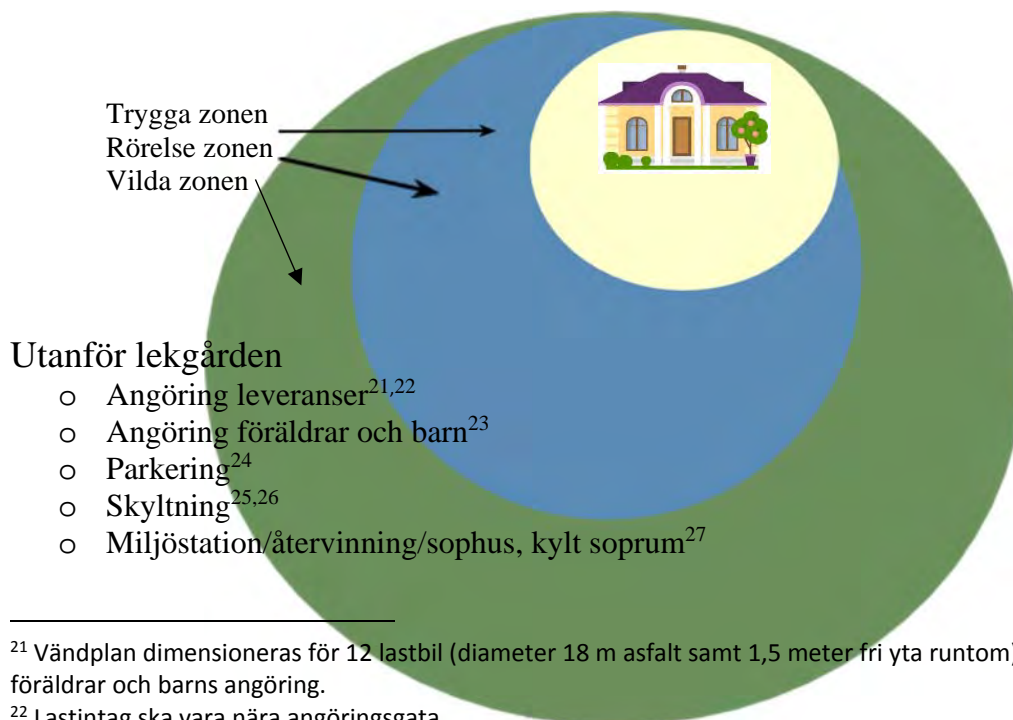 Trygga zonen
Rörelse zonen
Vilda zonen
Utanför lekgården
o Angöring leveranser21,22
o Angöring föräldrar och barn23
o Parkering24
o Skyltning25,26
o Miljöstation/återvinning/sophus, kylt soprum27
21 Vändplan dimensioneras för 12 lastbil (diameter 18 m asfalt samt 1,5 meter fri yta runtom)
föräldrar och barns angöring.
22 Lastintag ska vara nära angöringsgata